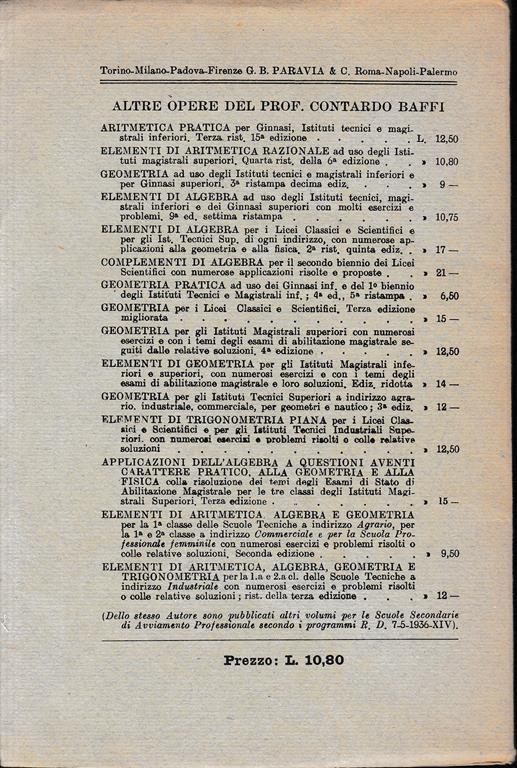 Torino-Milano-Padova-Firenze G. B. PARAVIA & C. Roma-Napoli-Palermo
ALTRE OPERE DEL PROF. CONTARDO BAFFI
ARITMETICA PRATICA per Ginnasi, Istituti tecnici e magi-
strali inferiori. Terza rist. 15ª edizione . . . . . L. 12,50
ELEMENTI DI ARITMETICA RAZIONALE ad uso degli Isti-
tuti magistrali superiori. Quarta rist. della 6ª edizione . . » 10,80
GEOMETRIA ad uso degli Istituti tecnici e magistrali inferiori e
per Ginnasi superiori. 3ª ristampa decima ediz. . . . » 9 —
ELEMENTI DI ALGEBRA ad uso degli Istituti tecnici, magi-
strali inferiori e dei Ginnasi superiori con molti esercizi e
problemi. 9ª ed. settima ristampa . . . . . . » 10,75
ELEMENTI DI ALGEBRA per i Licei Classici e Scientifici e
per gli Ist. Tecnici Sup. di ogni indirizzo, con numerose ap-
plicazioni alla geometria e alla fisica. 2ª rist. quinta ediz. . » 17 —
COMPLEMENTI DI ALGEBRA per il secondo biennio dei Licei
Scientifici con numerose applicazioni risolte e proposte . . » 21 —
GEOMETRIA PRATICA ad uso dei Ginnasi inf. e del 1º biennio
degli Istituti Tecnici e Magistrali inf. ; 4ª ed., 5ª ristampa . » 6,50
GEOMETRIA per i Licei Classici e Scientifici. Terza edizione
migliorata . . . . . . . . . . . » 15 —
GEOMETRIA per gli Istituti Magistrali superiori con numerosi
esercizi e con i temi degli esami di abilitazione magistrale se-
guiti dalle relative soluzioni. 4ª edizione . . . . . » 12,50
ELEMENTI DI GEOMETRIA per gli Istituti Magistrali infe-
riori e superiori, con numerosi esercizi e con i temi degli
esami di abilitazione magistrale e loro soluzioni. Ediz. ridotta » 14 —
GEOMETRIA per gli Istituti Tecnici Superiori a indirizzo agra-
rio, industriale, commerciale, per geometri e nautico ; 3ª ediz. » 12 —
ELEMENTI DI TRIGONOMETRIA PIANA per i Licei Clas-
sici e Scientifici e per gli Istituti Tecnici Industriali Supe-
riori, con numerosi esercizi e problemi risolti o colle relative
soluzioni . . . . . . . . . . . » 12,50
APPLICAZIONI DELL'ALGEBRA A QUESTIONI AVENTI
CARATTERE PRATICO, ALLA GEOMETRIA E ALLA
FISICA colla risoluzione dei temi degli Esami di Stato di
Abilitazione Magistrale per le tre classi degli Istituti Magi-
strali Superiori. Terza edizione . . . . . . . » 15 —
ELEMENTI DI ARITMETICA, ALGEBRA E GEOMETRIA
per la 1ª classe delle Scuole Tecniche a indirizzo Agrario, per
la 1ª e 2ª classe a indirizzo Commerciale e per la Scuola Pro-
fessionale femminile con numerosi esercizi e problemi risolti o
colle relative soluzioni. Seconda edizione . . . . . » 9,50
ELEMENTI DI ARITMETICA, ALGEBRA, GEOMETRIA E
TRIGONOMETRIA per la 1.a e 2.a cl. delle Scuole Tecniche a
indirizzo Industriale con numerosi esercizi e problemi risolti
o colle relative soluzioni ; rist. della terza edizione . . . » 12 —
(Dello stesso Autore sono pubblicati altri volumi per le Scuole Secondarie
di Avviamento Professionale secondo i programmi R. D. 7-5-1936-XIV).
Prezzo: L. 10,80